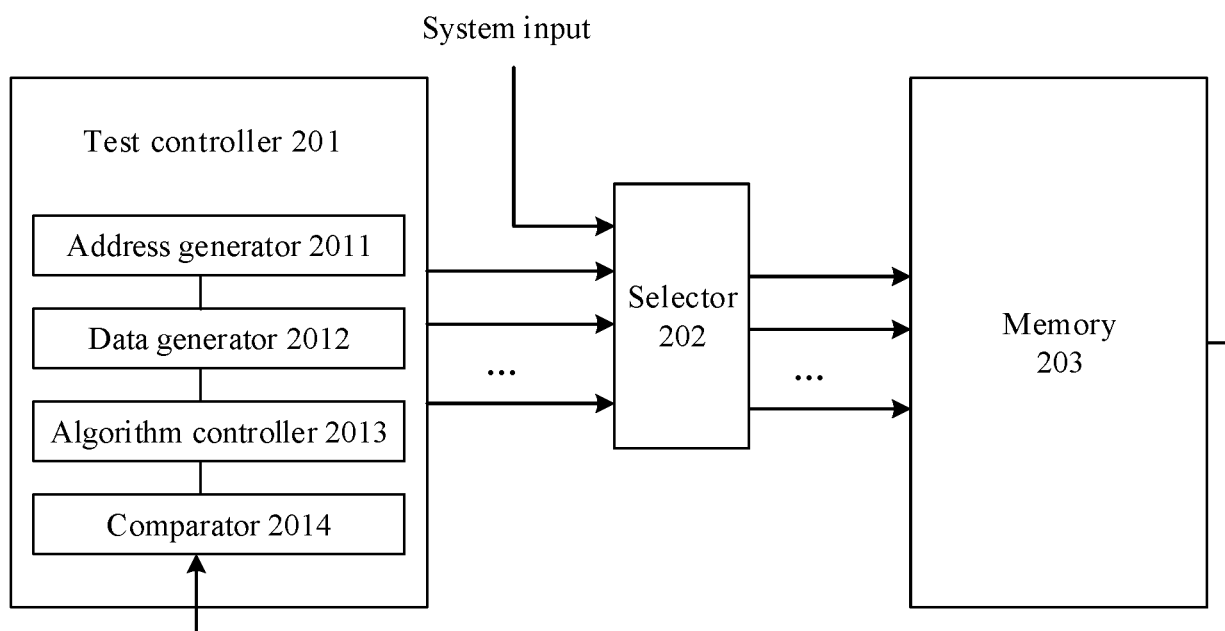 System input
Test controller 201
Address generator 2011
Data generator 2012
Algorithm controller 2013
Comparator 2014
...
Selector
202
...
Memory
203